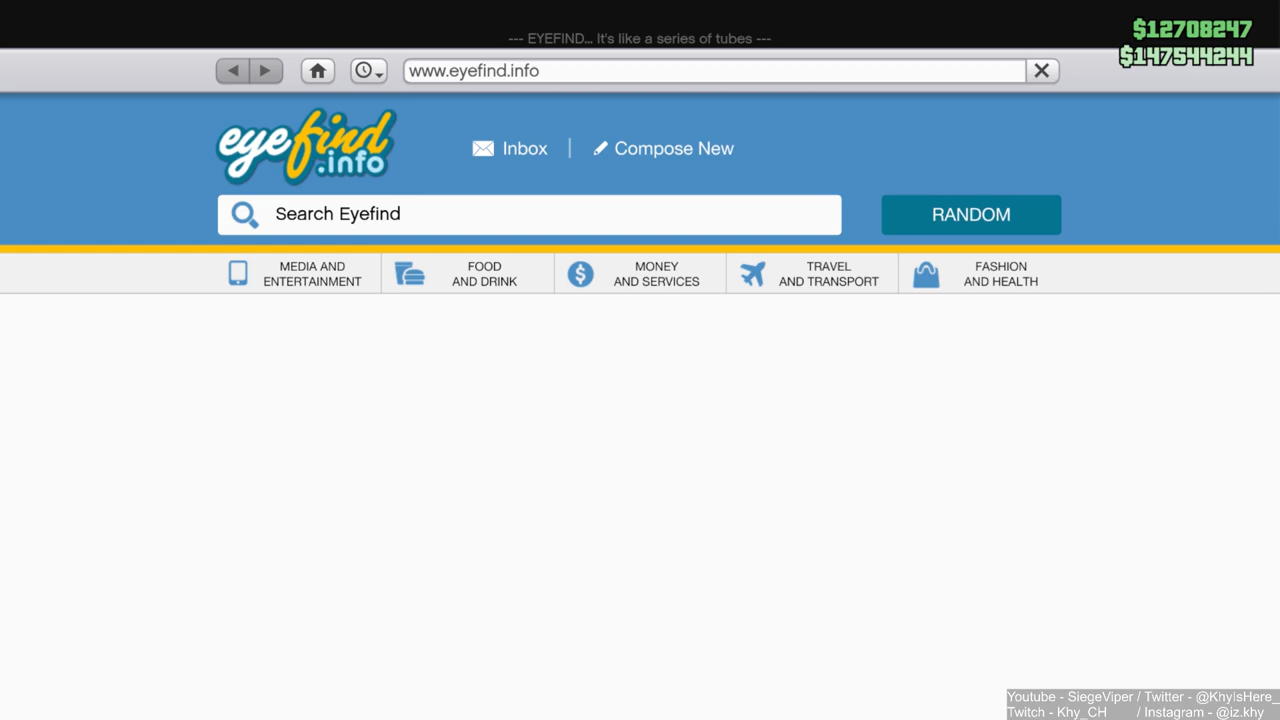 --- EYEFIND... It's like a series of tubes ---
$12708247
$147544244
www.eyefind.info
eyefind
.info
Inbox
Compose New
Search Eyefind
RANDOM
MEDIA AND
ENTERTAINMENT
FOOD
AND DRINK
MONEY
AND SERVICES
TRAVEL
AND TRANSPORT
FASHION
AND HEALTH
Youtube - SiegeViper / Twitter - @KhyIsHere_
Twitch - Khy_CH / Instagram - @iz.khy